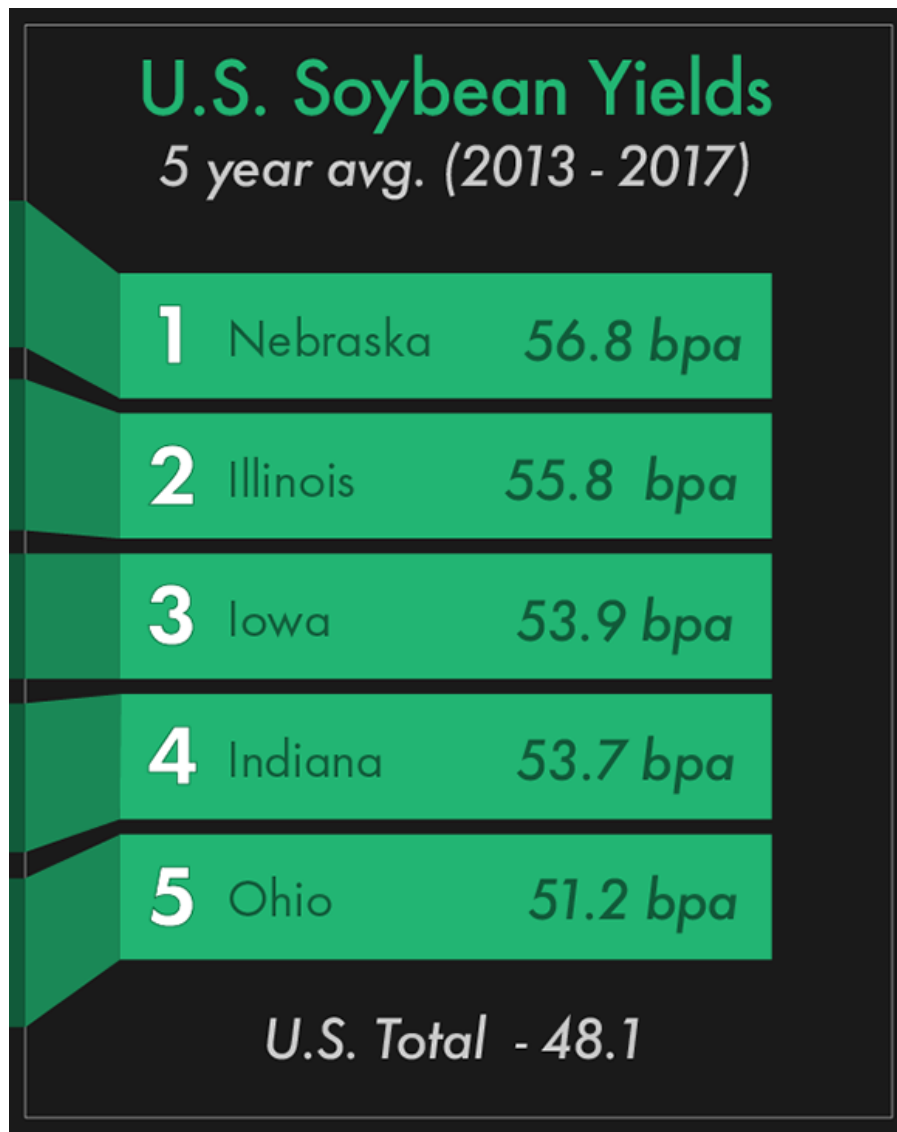 U.S. Soybean Yields
5 year avg. (2013 - 2017)
1 Nebraska 56.8 bpa
2 Illinois 55.8 bpa
3 Iowa 53.9 bpa
4 Indiana 53.7 bpa
5 Ohio 51.2 bpa
U.S. Total - 48.1